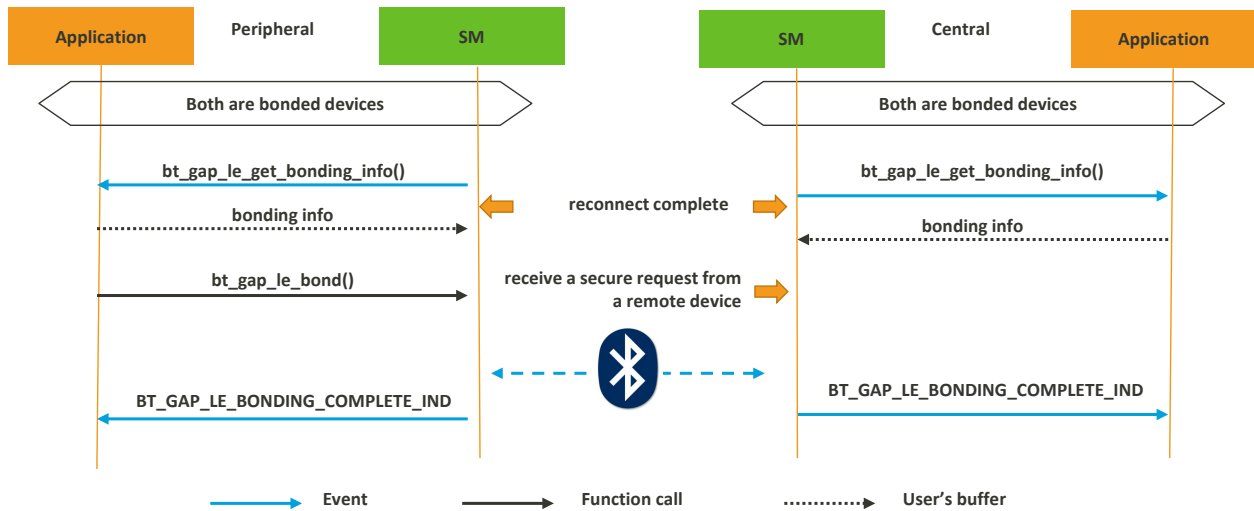 Application
Peripheral
SM
SM
Central
Application
Both are bonded devices
Both are bonded devices
bt_gap_le_get_bonding_info()
bt_gap_le_get_bonding_info()
reconnect complete
bonding info
bonding info
bt_gap_le_bond()
receive a secure request from
a remote device
BT_GAP_LE_BONDING_COMPLETE_IND
BT_GAP_LE_BONDING_COMPLETE_IND
Event
Function call
User's buffer